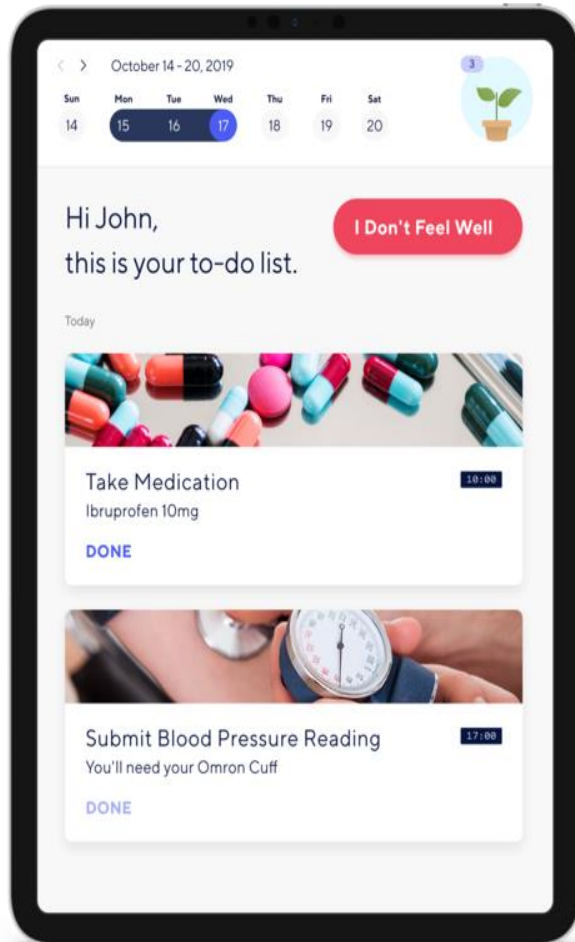 October 14 - 20, 2019
3
Sun Mon Tue Wed Thu Fri Sat
14 15 16 17 18 19 20
Hi John,
this is your to-do list.
I Don't Feel Well
Today
Take Medication
10:00
Ibruprofen 10mg
DONE
Submit Blood Pressure Reading
17:00
You'll need your Omron Cuff
DONE